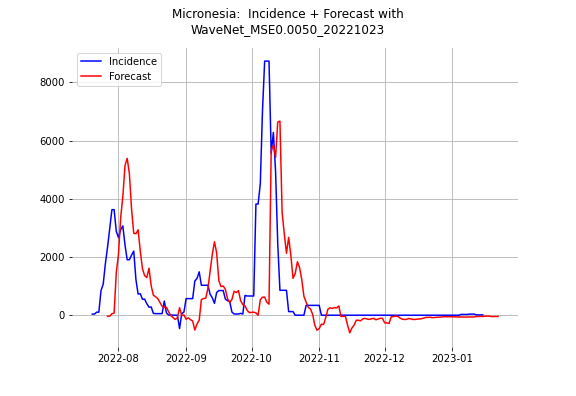 Micronesia:  Incidence + Forecast with
WaveNet_MSE0.0050_20221023
Incidence
Forecast
8000
6000
4000
2000
0
2022-08 2022-09 2022-10 2022-11 2022-12 2023-01